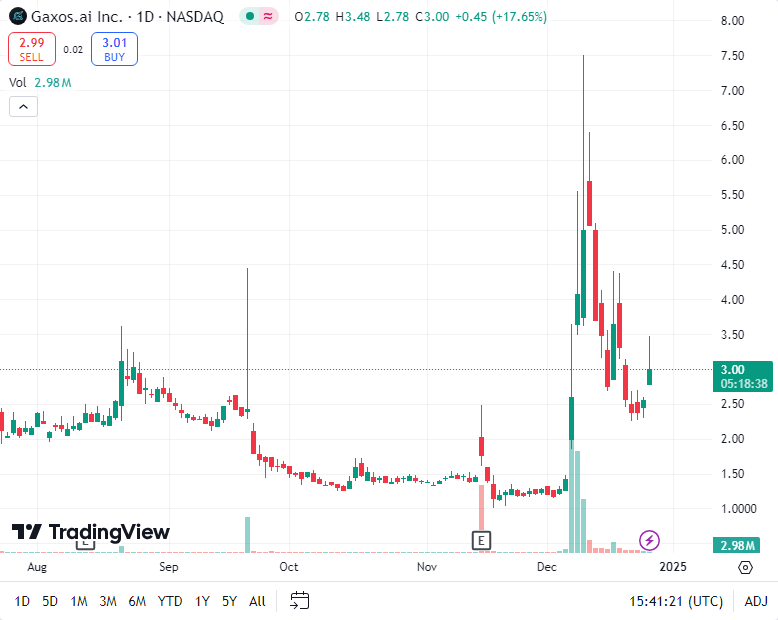 Gaxos.ai Inc. · 1D · NASDAQ O2.78 H3.48 L2.78 C3.00 +0.45 (+17.65%)
2.99 SELL 0.02 3.01 BUY
Vol 2.98M
8.00
7.50
7.00
6.50
6.00
5.50
5.00
4.50
4.00
3.50
3.00
05:18:38
2.50
2.00
1.50
1.0000
2.98M
TradingView
E
E
Aug Sep Oct Nov Dec 2025
1D 5D 1M 3M 6M YTD 1Y 5Y All 15:41:21 (UTC) ADJ